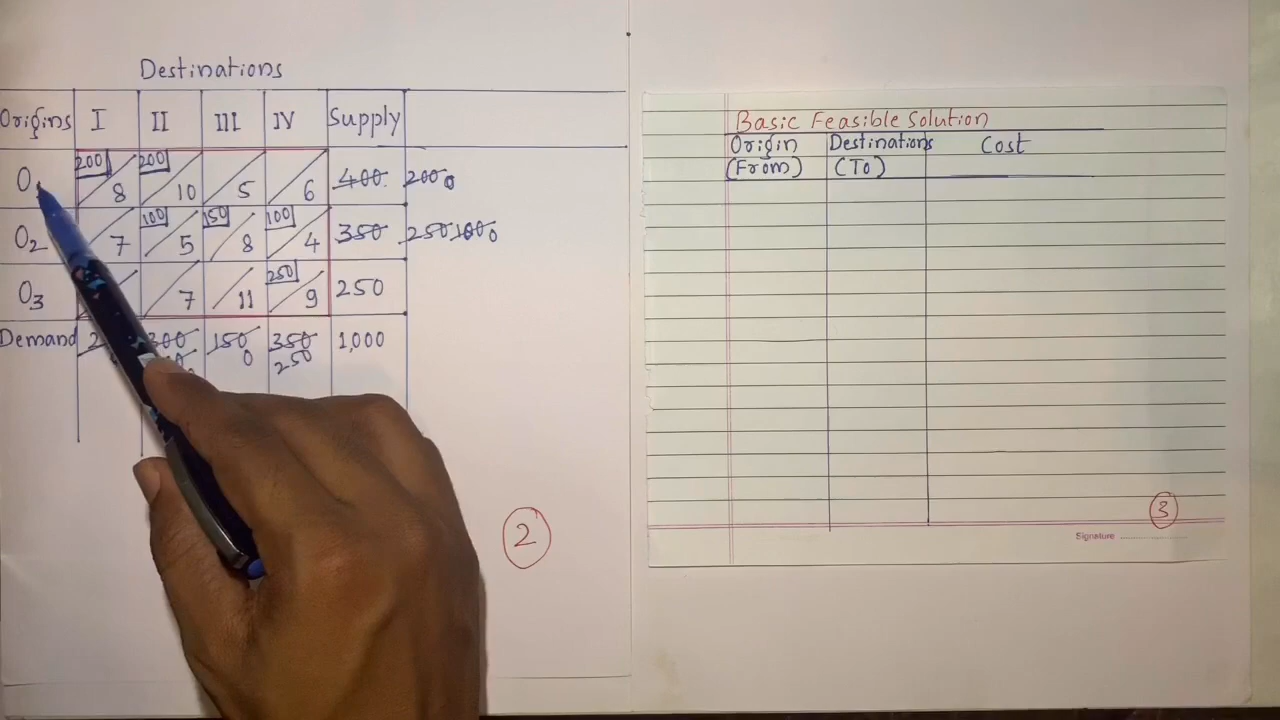 Destinations
Origins I II III IV Supply
200 200
O1 8 10 5 6 400 200 0
100 150 100
O2 7 5 8 4 350 250 100 0
250
O3 7 11 9 250
Demand 300 150 350 1,000
0 250
2
Basic Feasible Solution
Origin Destinations Cost
(From) (To)
3
Signature